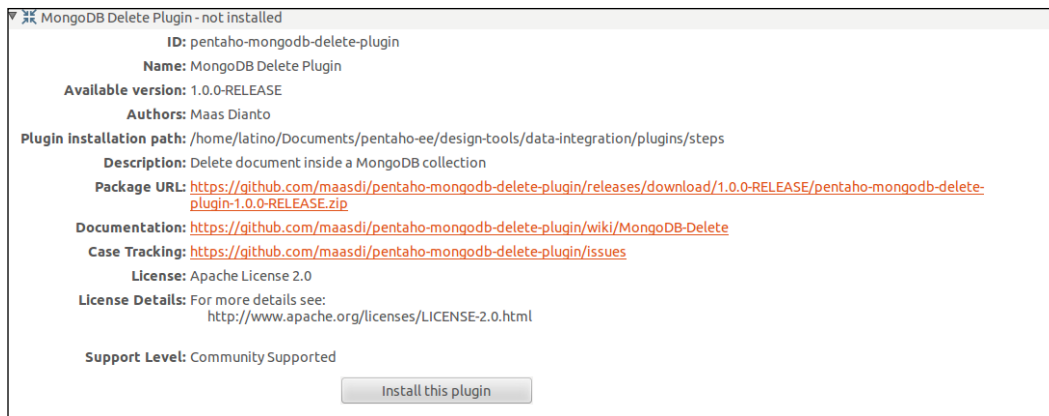 MongoDB Delete Plugin - not installed
ID: pentaho-mongodb-delete-plugin
Name: MongoDB Delete Plugin
Available version: 1.0.0-RELEASE
Authors: Maas Dianto
Plugin installation path: /home/latino/Documents/pentaho-ee/design-tools/data-integration/plugins/steps
Description: Delete document inside a MongoDB collection
Package URL: https://github.com/maasdi/pentaho-mongodb-delete-plugin/releases/download/1.0.0-RELEASE/pentaho-mongodb-delete-
plugin-1.0.0-RELEASE.zip
Documentation: https://github.com/maasdi/pentaho-mongodb-delete-plugin/wiki/MongoDB-Delete
Case Tracking: https://github.com/maasdi/pentaho-mongodb-delete-plugin/issues
License: Apache License 2.0
License Details: For more details see:
http://www.apache.org/licenses/LICENSE-2.0.html
Support Level: Community Supported
Install this plugin